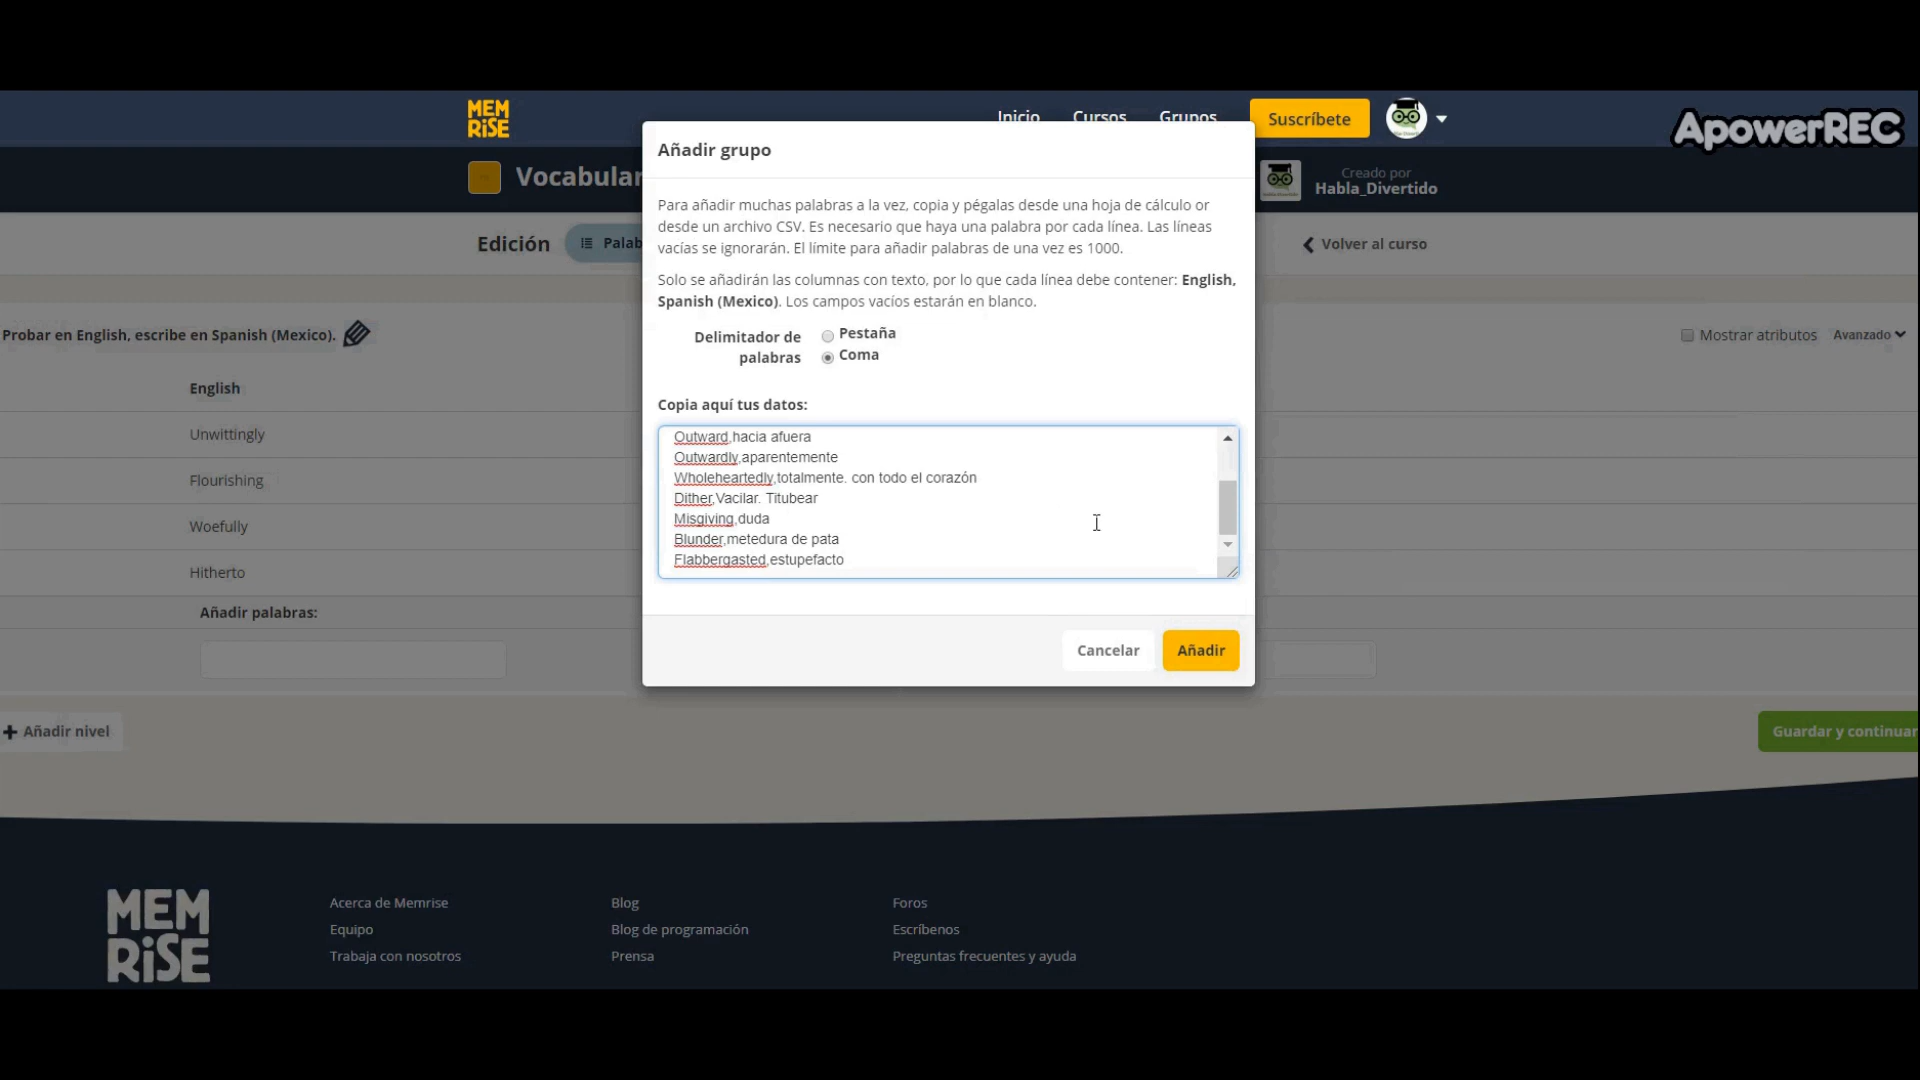 MEM
RiSE
Inicio
Cursos
Grupos
Suscríbete
ApowerREC
Vocabular
Creado por
Habla_Divertido
Edición
Palab
Volver al curso
Añadir grupo
Para añadir muchas palabras a la vez, copia y pégalas desde una hoja de cálculo or
desde un archivo CSV. Es necesario que haya una palabra por cada línea. Las líneas
vacías se ignorarán. El límite para añadir palabras de una vez es 1000.
Solo se añadirán las columnas con texto, por lo que cada línea debe contener: English,
Spanish (Mexico). Los campos vacíos estarán en blanco.
Delimitador de
palabras
Pestaña
Coma
Copia aquí tus datos:
Outward,hacia afuera
Outwardly,aparentemente
Wholeheartedly,totalmente. con todo el corazón
Dither,Vacilar. Titubear
Misgiving,duda
Blunder,metedura de pata
Flabbergasted,estupefacto
Cancelar
Añadir
Probar en English, escribe en Spanish (Mexico).
Mostrar atributos
Avanzado
English
Unwittingly
Flourishing
Woefully
Hitherto
Añadir palabras:
Añadir nivel
Guardar y continuar
MEM
RiSE
Acerca de Memrise
Equipo
Trabaja con nosotros
Blog
Blog de programación
Prensa
Foros
Escríbenos
Preguntas frecuentes y ayuda